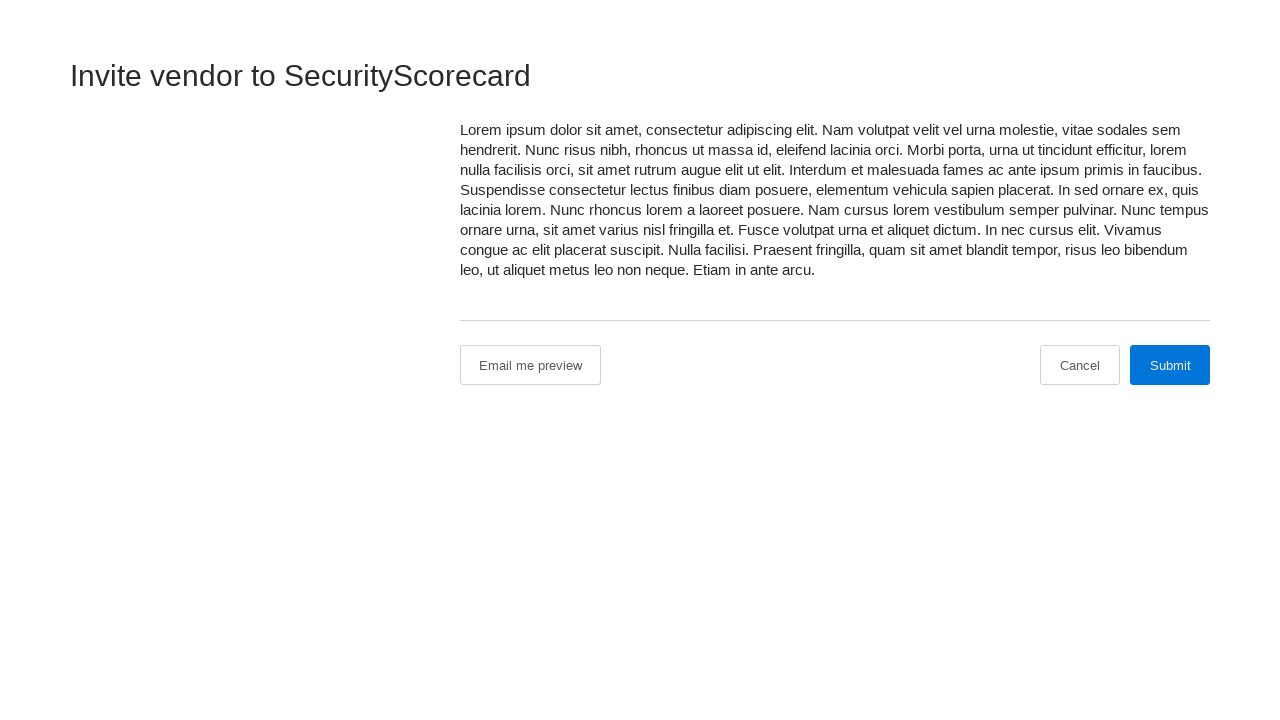 Invite vendor to SecurityScorecard
Lorem ipsum dolor sit amet, consectetur adipiscing elit. Nam volutpat velit vel urna molestie, vitae sodales sem
hendrerit. Nunc risus nibh, rhoncus ut massa id, eleifend lacinia orci. Morbi porta, urna ut tincidunt efficitur, lorem
nulla facilisis orci, sit amet rutrum augue elit ut elit. Interdum et malesuada fames ac ante ipsum primis in faucibus.
Suspendisse consectetur lectus finibus diam posuere, elementum vehicula sapien placerat. In sed ornare ex, quis
lacinia lorem. Nunc rhoncus lorem a laoreet posuere. Nam cursus lorem vestibulum semper pulvinar. Nunc tempus
ornare urna, sit amet varius nisl fringilla et. Fusce volutpat urna et aliquet dictum. In nec cursus elit. Vivamus
congue ac elit placerat suscipit. Nulla facilisi. Praesent fringilla, quam sit amet blandit tempor, risus leo bibendum
leo, ut aliquet metus leo non neque. Etiam in ante arcu.
Email me preview
Cancel
Submit